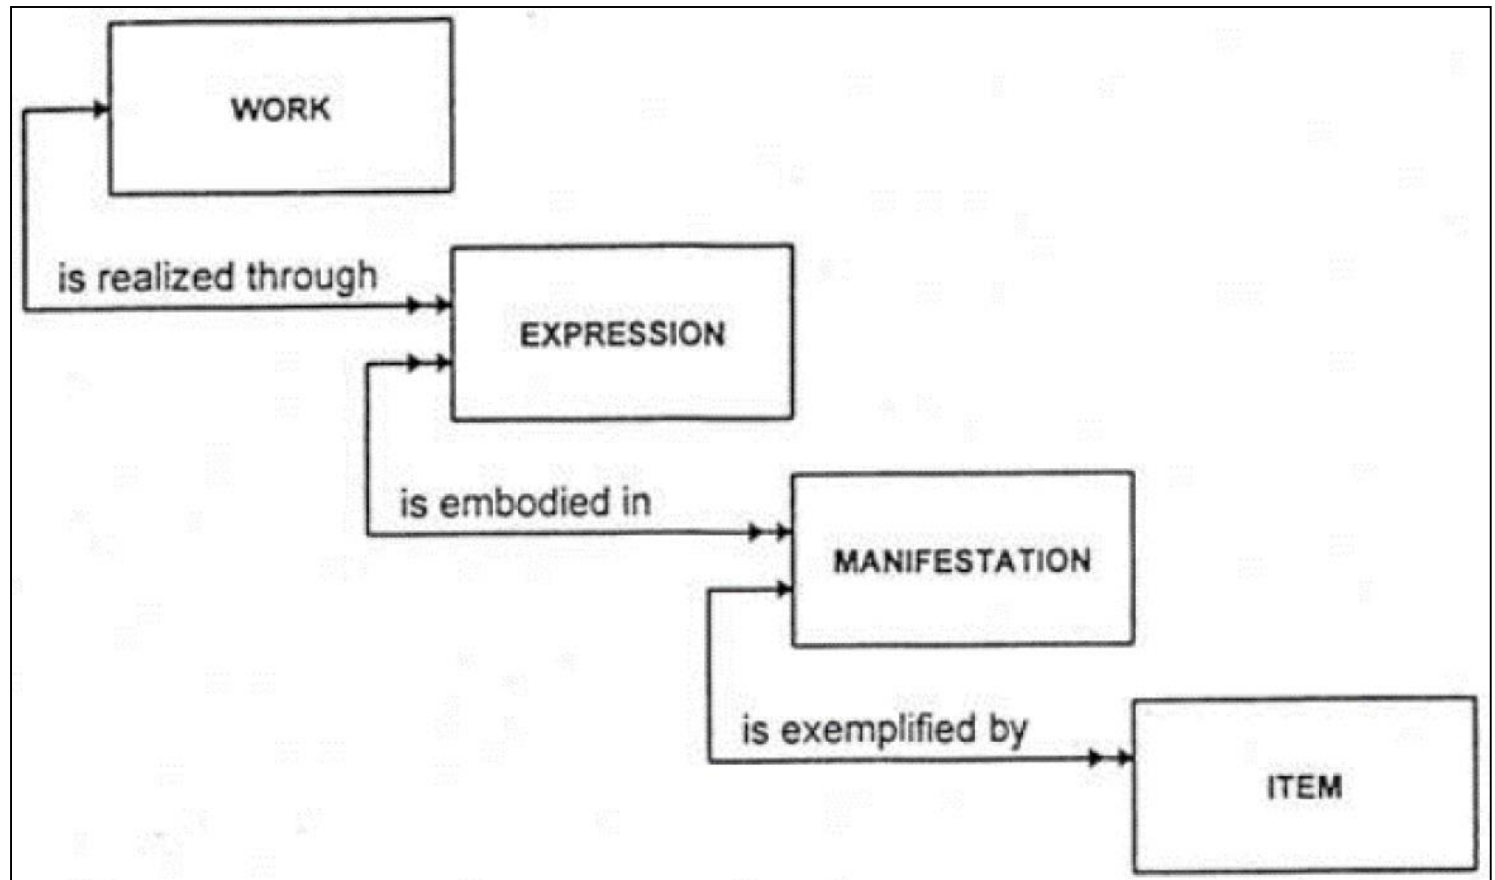 WORK
is realized through
EXPRESSION
is embodied in
MANIFESTATION
is exemplified by
ITEM